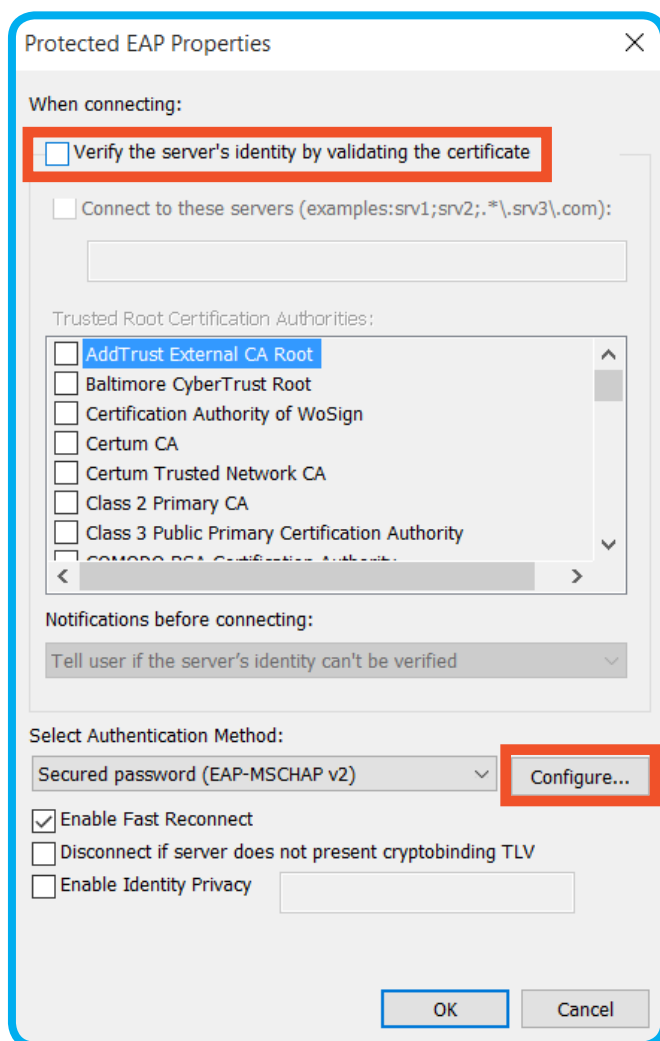 Protected EAP Properties
When connecting:
Verify the server's identity by validating the certificate
Connect to these servers (examples:srv1;srv2;.*\.srv3\.com):
Trusted Root Certification Authorities:
AddTrust External CA Root
Baltimore CyberTrust Root
Certification Authority of WoSign
Certum CA
Certum Trusted Network CA
Class 2 Primary CA
Class 3 Public Primary Certification Authority
COMODO RSA Certification Authority
Notifications before connecting:
Tell user if the server's identity can't be verified
Select Authentication Method:
Secured password (EAP-MSCHAP v2) Configure...
Enable Fast Reconnect
Disconnect if server does not present cryptobinding TLV
Enable Identity Privacy
OK Cancel